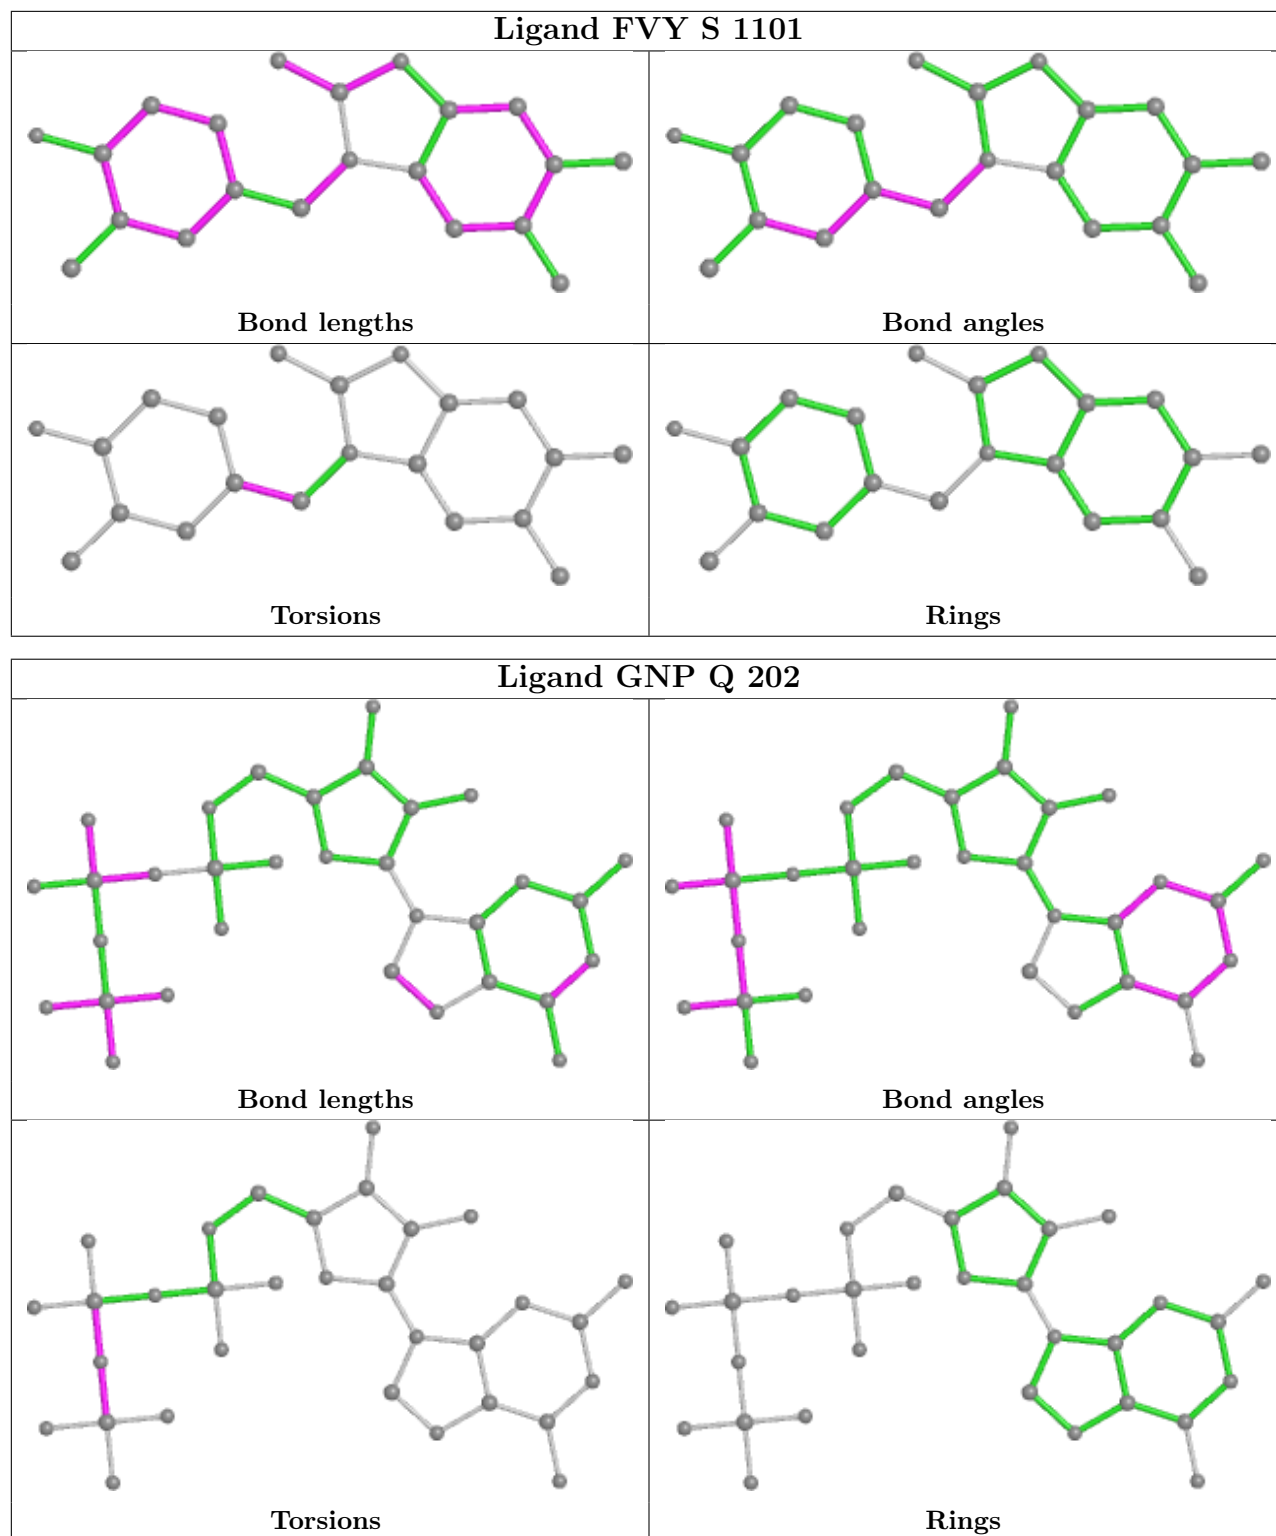 Ligand FVY S 1101
Bond lengths
Bond angles
Torsions
Rings
Ligand GNP Q 202
Bond lengths
Bond angles
Torsions
Rings